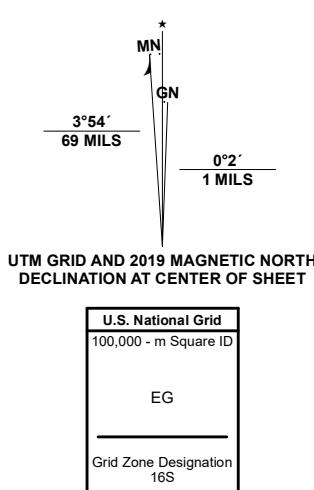 ★
MN
GN
3°54´
69 MILS
0°2´
1 MILS
UTM GRID AND 2019 MAGNETIC NORTH
DECLINATION AT CENTER OF SHEET
U.S. National Grid
100,000 - m Square ID
EG
Grid Zone Designation
16S